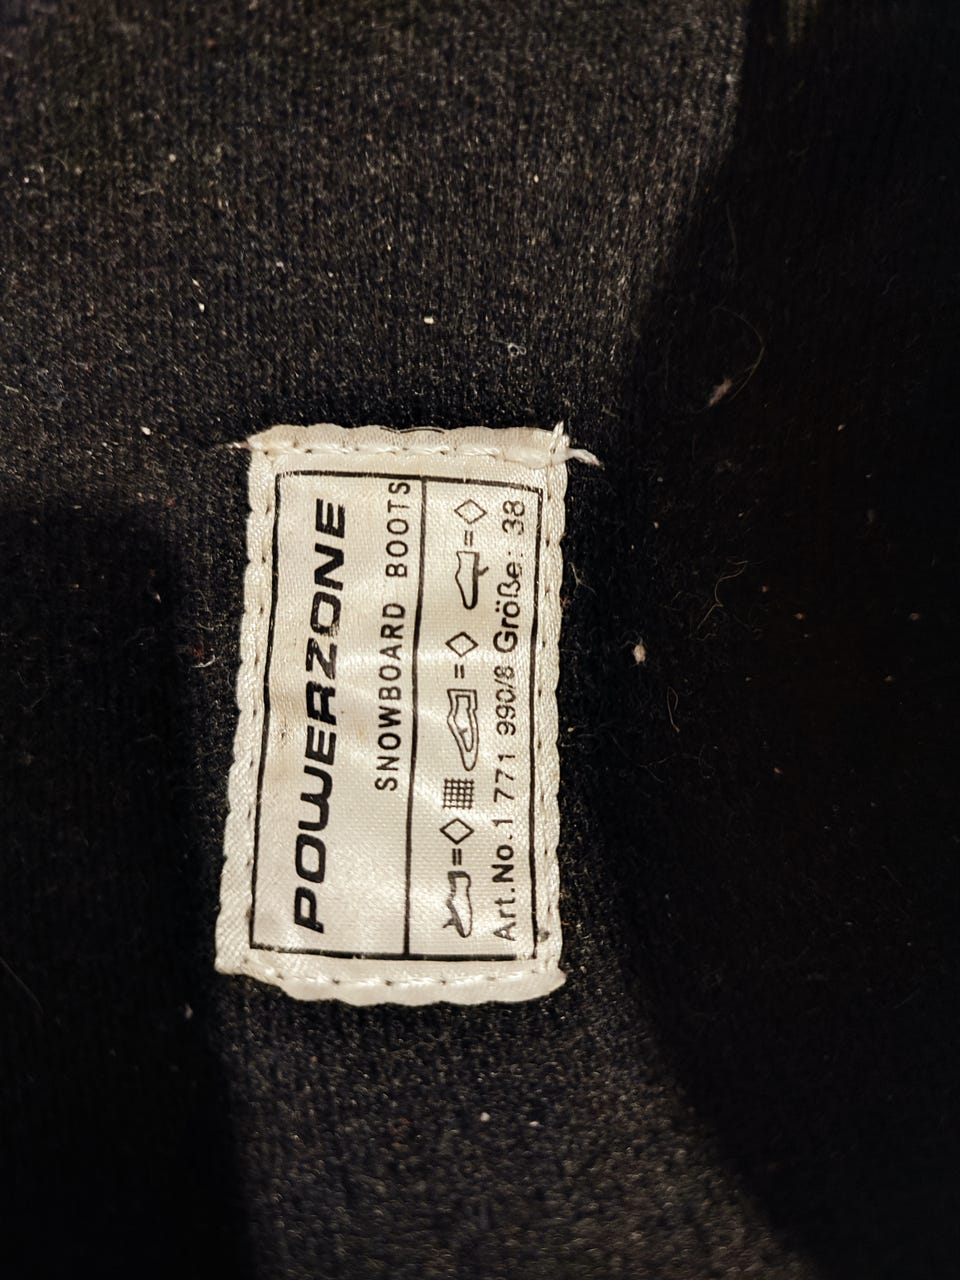 POWERZONE
SNOWBOARD BOOTS
Art.No.1 771 990/8 Größe: 38